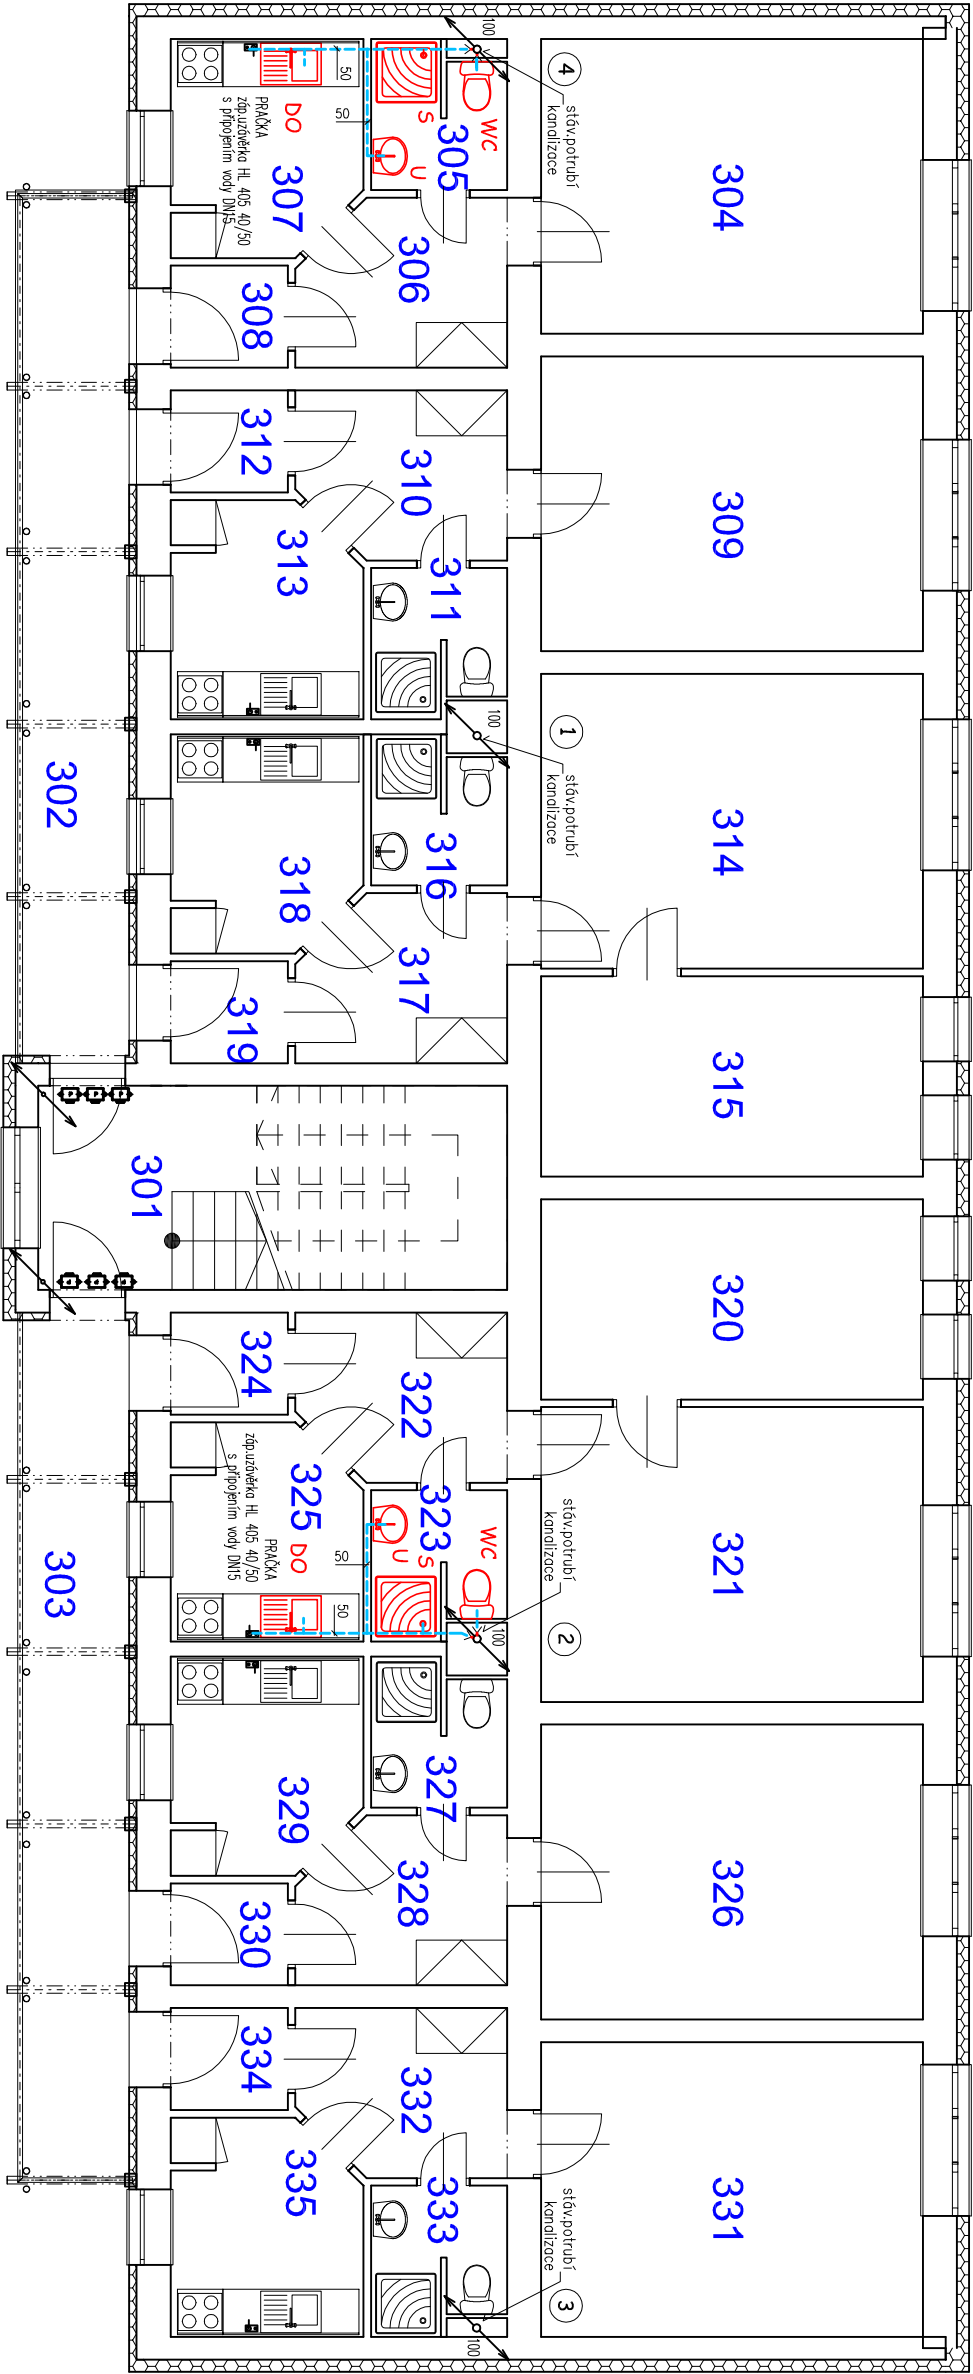 100
4
stáv.potrubí
kanalizace
304
WC
S
305
U
50
50
DO
PRAČKA
záp.uzávěrka HL 405 40/50
s připojením vody DN15
307
306
308
309
312
310
313
311
100
1
stáv.potrubí
kanalizace
314
302
316
318
317
319
315
301
320
324
322
321
325
323
WC
záp.uzávěrka HL 405 40/50
s připojením vody DN15
PRAČKA
DO
U
S
50
50
stáv.potrubí
kanalizace
2
100
303
327
329
328
330
326
334
332
335
333
331
stáv.potrubí
kanalizace
3
100